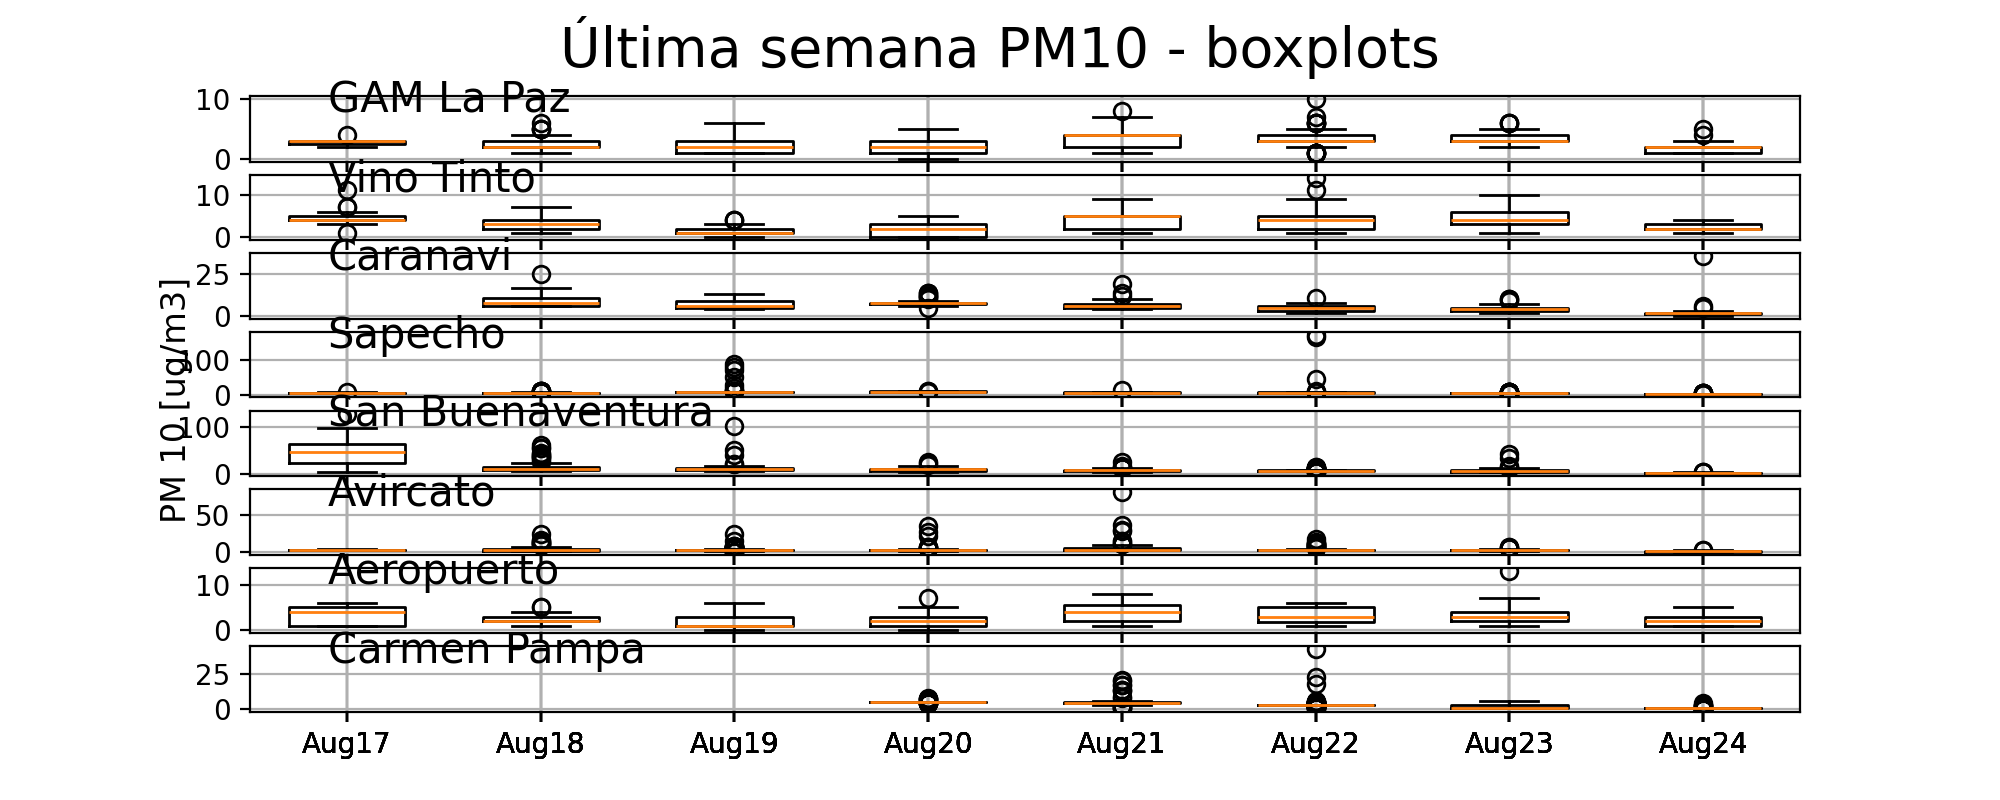 Última semana PM10 - boxplots
GAM La Paz
10
0
Vino Tinto
10
0
Caranavi
25
0
Sapecho
100
0
San Buenaventura
100
0
Avircato
50
0
Aeropuerto
10
0
Carmen Pampa
25
0
PM 10 [ug/m3]
Aug17 Aug18 Aug19 Aug20 Aug21 Aug22 Aug23 Aug24